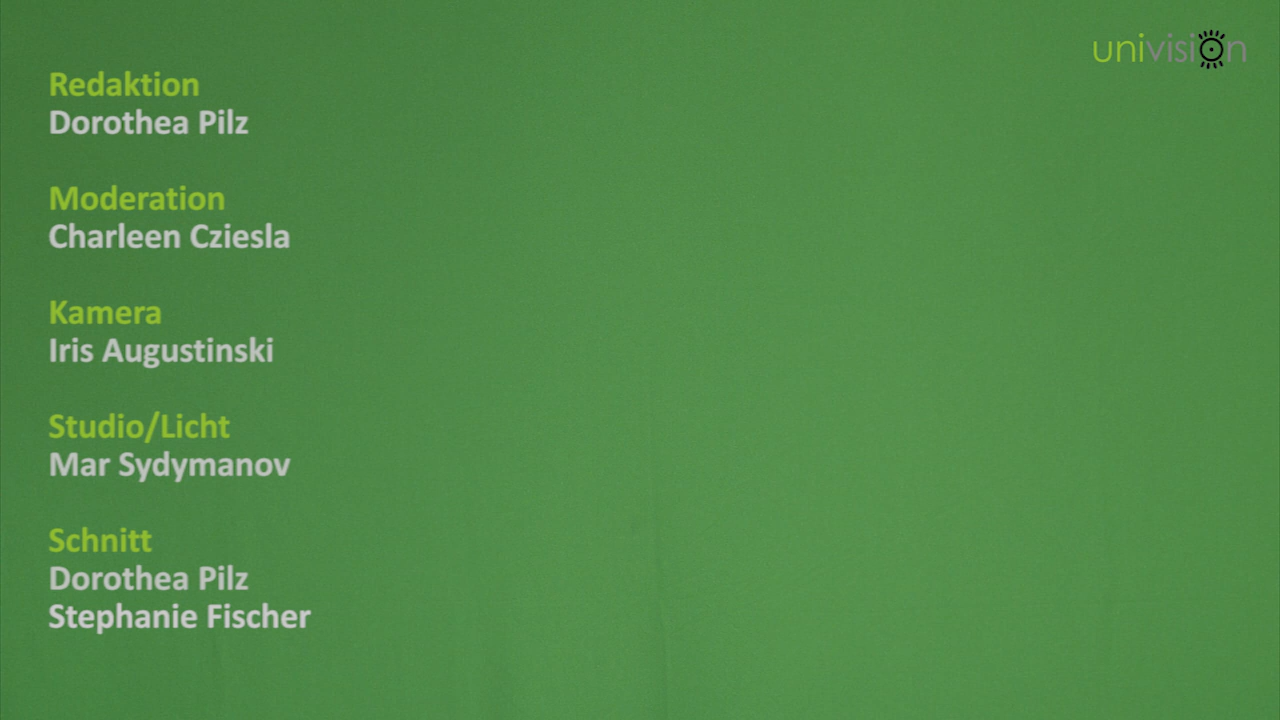 univision
Redaktion
Dorothea Pilz
Moderation
Charleen Cziesla
Kamera
Iris Augustinski
Studio/Licht
Mar Sydymanov
Schnitt
Dorothea Pilz
Stephanie Fischer